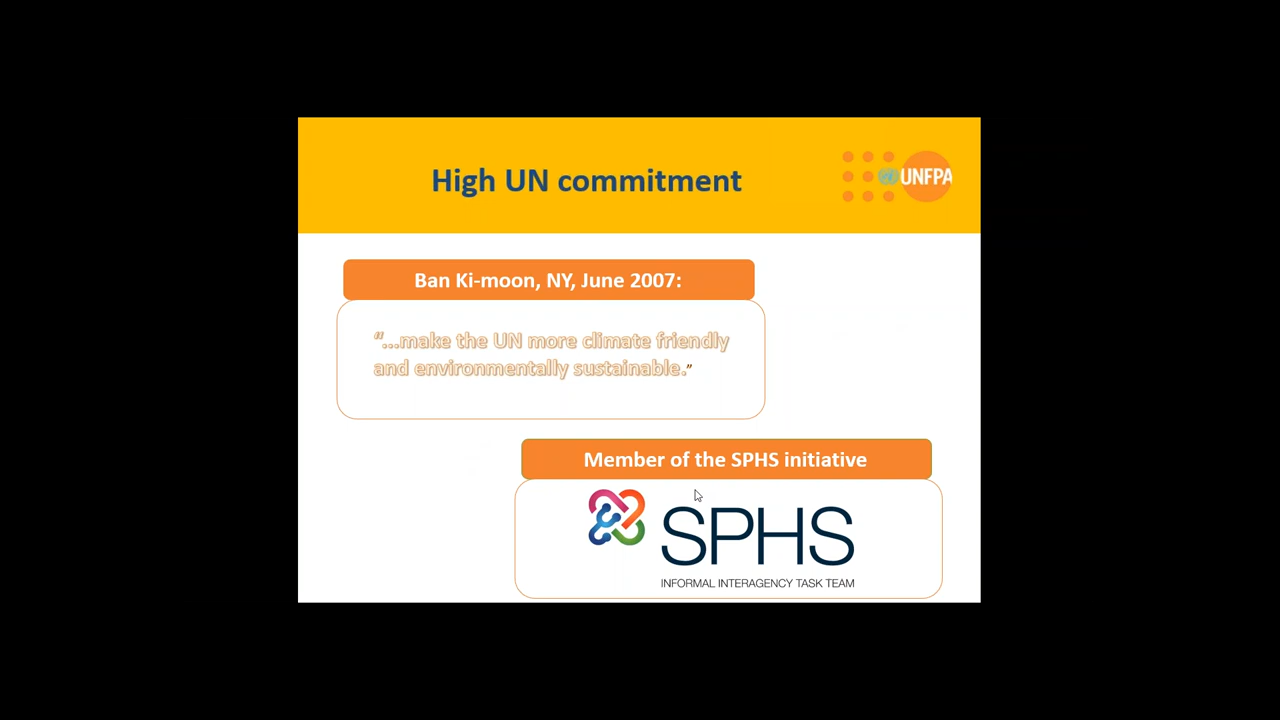 High UN commitment
UNFPA
Ban Ki-moon, NY, June 2007:
“...make the UN more climate friendly
and environmentally sustainable.”
Member of the SPHS initiative
SPHS
INFORMAL INTERAGENCY TASK TEAM